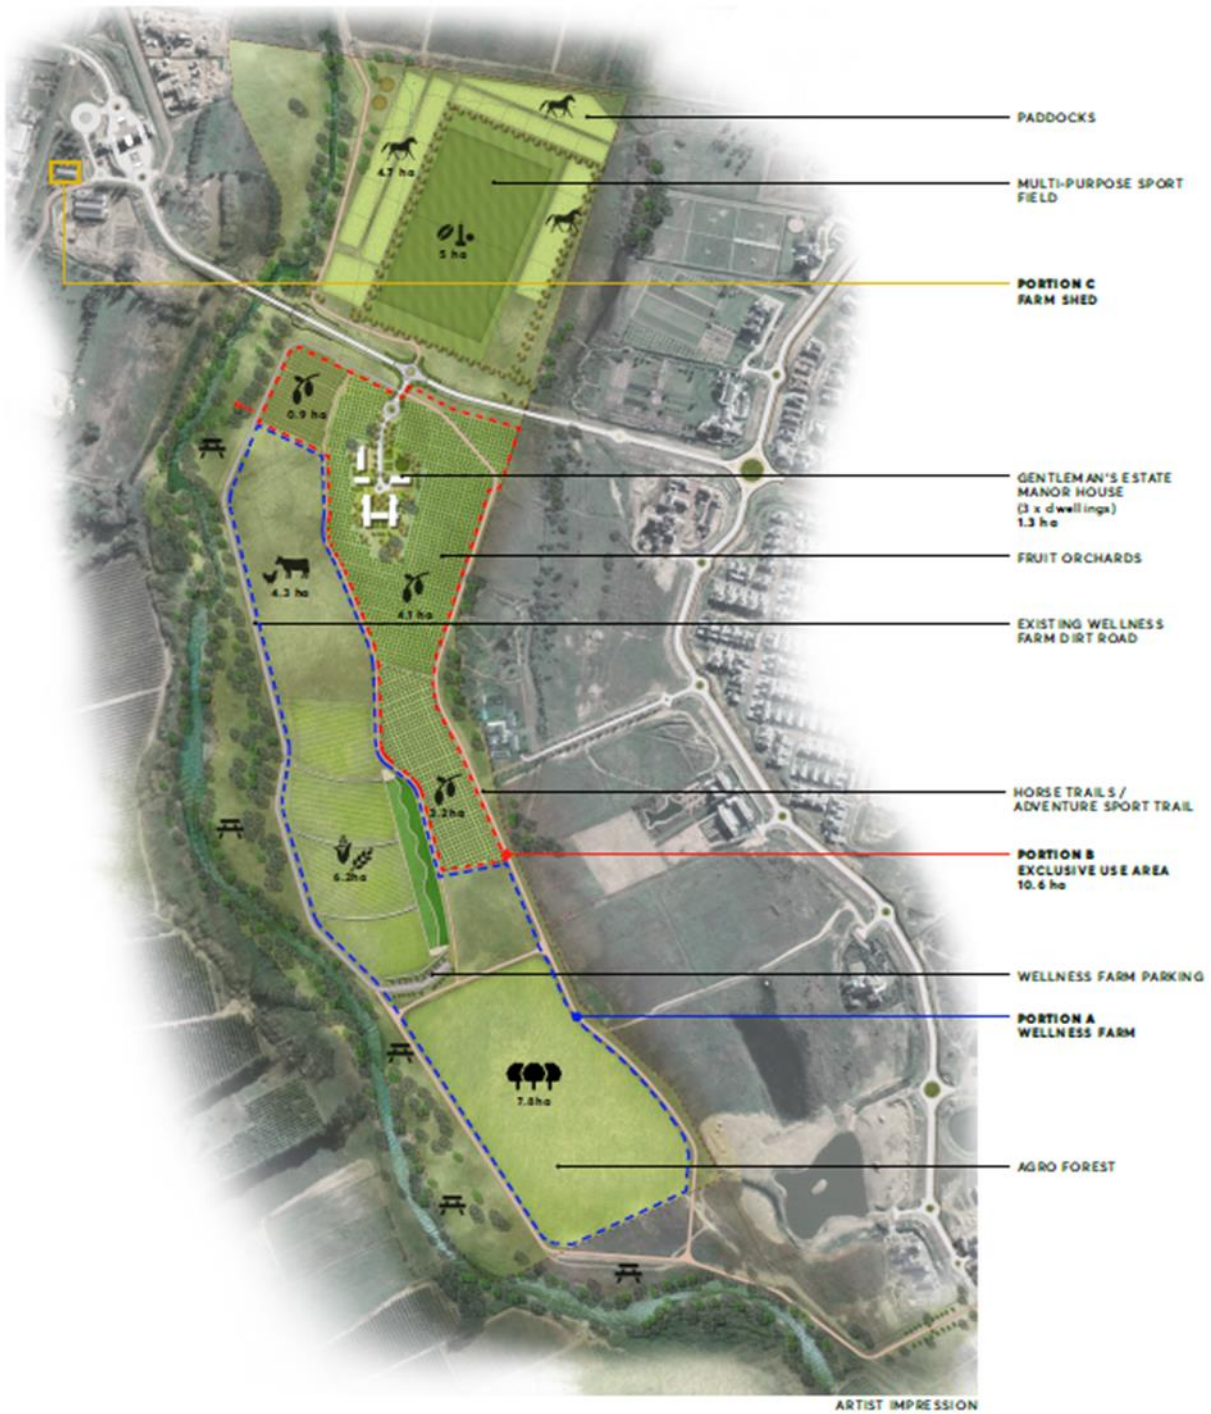 PADDOCKS
4.7 ha
MULTI-PURPOSE SPORT
FIELD
5 ha
PORTION C
FARM SHED
0.9 ha
GENTLEMAN'S ESTATE
MANOR HOUSE
(3 x dwellings)
1.3 ha
FRUIT ORCHARDS
4.3 ha
4.1 ha
EXISTING WELLNESS
FARM DIRT ROAD
HORSE TRAILS /
ADVENTURE SPORT TRAIL
PORTION B
EXCLUSIVE USE AREA
10.6 ha
6.2ha
WELLNESS FARM PARKING
PORTION A
WELLNESS FARM
7.8ha
AGRO FOREST
ARTIST IMPRESSION